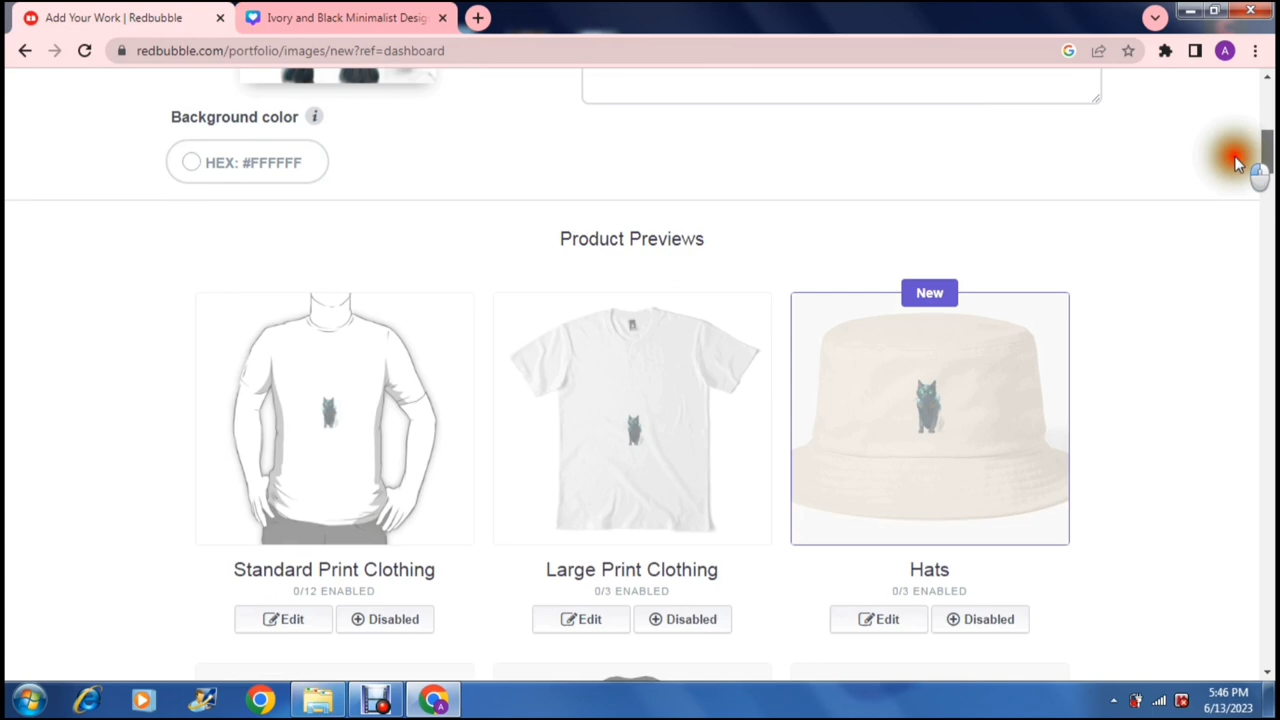 Add Your Work | Redbubble
Ivory and Black Minimalist Desig
redbubble.com/portfolio/images/new?ref=dashboard
A
Background color i
HEX: #FFFFFF
Product Previews
New
Standard Print Clothing
0/12 ENABLED
Edit
Disabled
Large Print Clothing
0/3 ENABLED
Edit
Disabled
Hats
0/3 ENABLED
Edit
Disabled
5:46 PM
6/13/2023